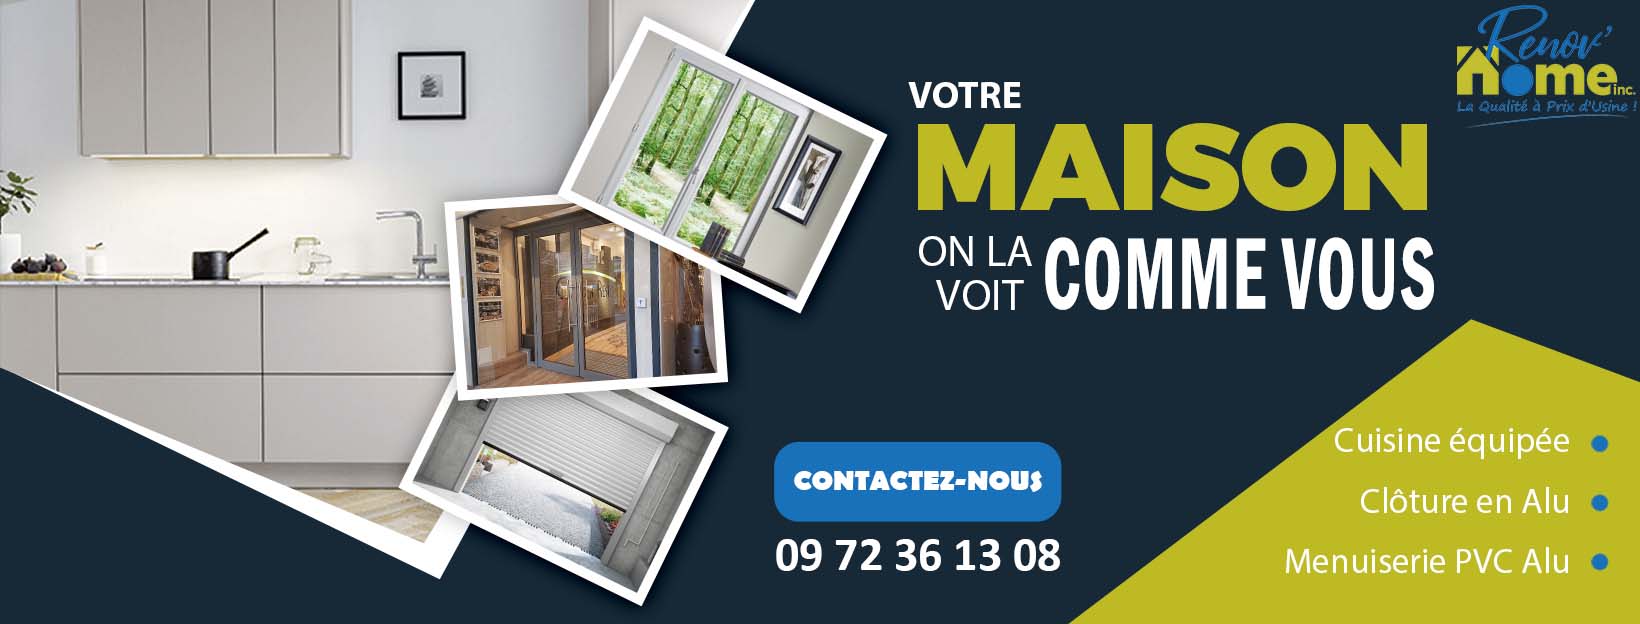 Renov'
Home inc.
La Qualité à Prix d'Usine !
VOTRE
MAISON
ON LA
VOIT
COMME VOUS
CONTACTEZ-NOUS
09 72 36 13 08
Cuisine équipée
Clôture en Alu
Menuiserie PVC Alu